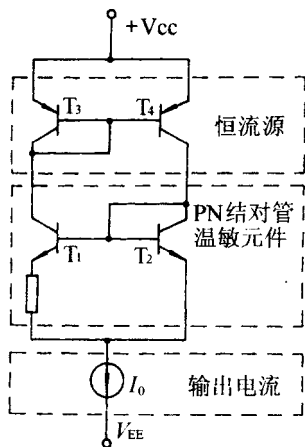 +Vcc
T₃
T₄
恒流源
PN结对管
温敏元件
T₁
T₂
I₀
输出电流
V_EE